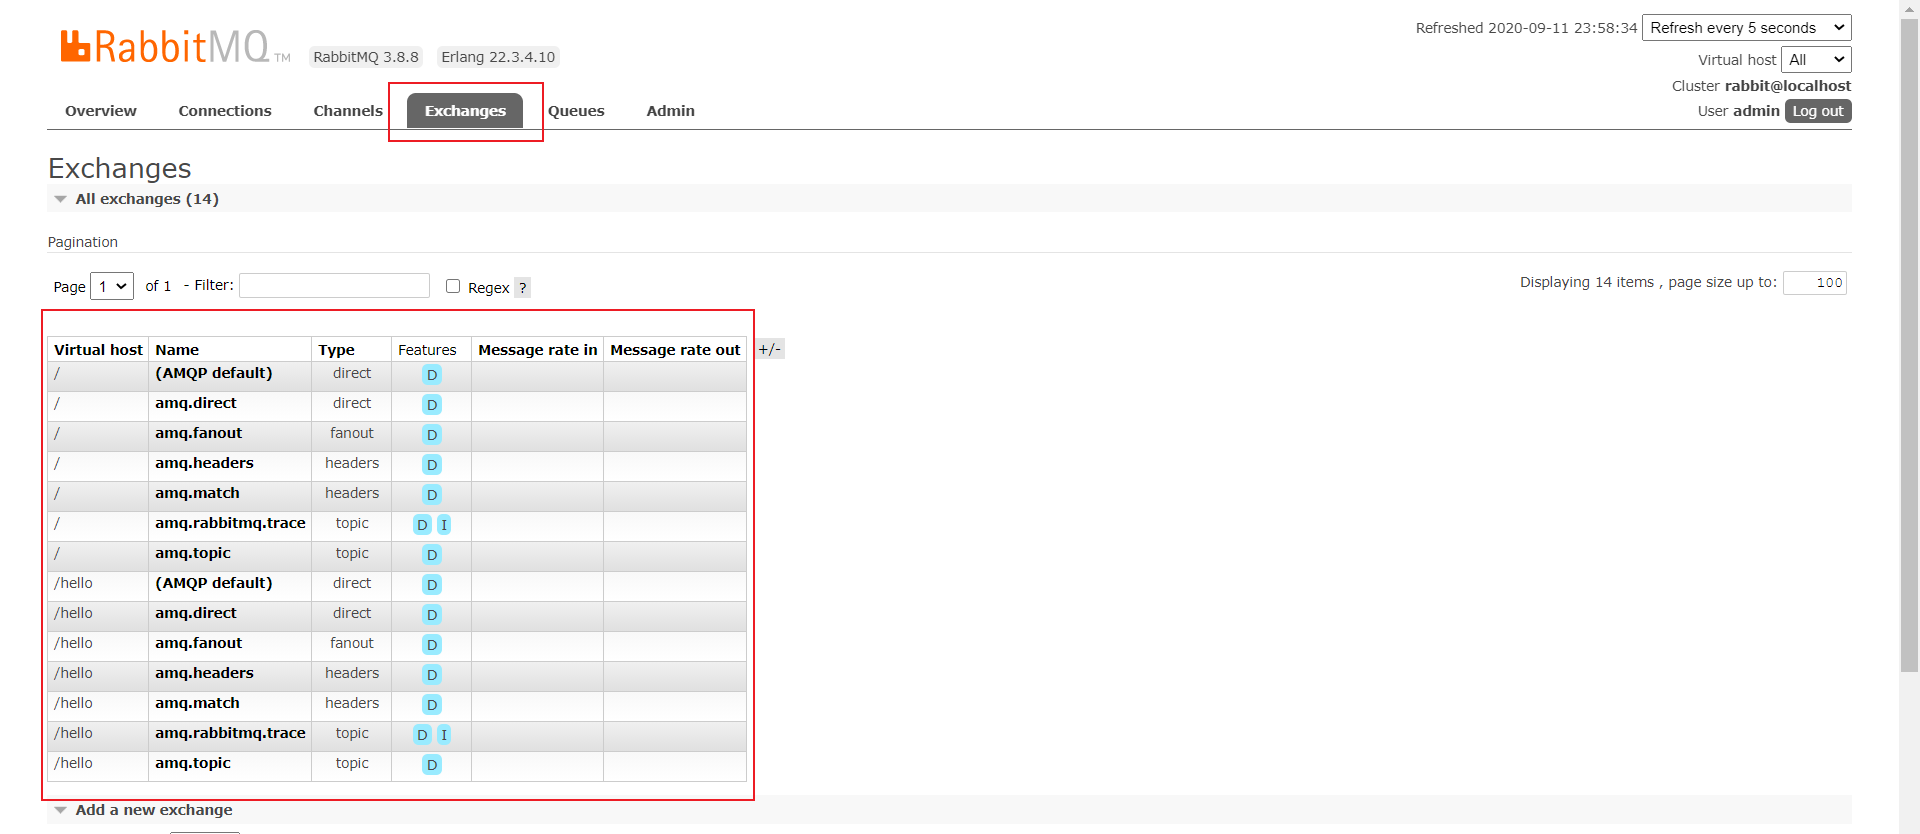 RabbitMQ TM RabbitMQ 3.8.8 Erlang 22.3.4.10
Refreshed 2020-09-11 23:58:34 Refresh every 5 seconds
Virtual host All
Cluster rabbit@localhost
User admin Log out
Overview Connections Channels Exchanges Queues Admin
Exchanges
All exchanges (14)
Pagination
Page 1 of 1 - Filter: Regex ? Displaying 14 items , page size up to: 100
Virtual host Name Type Features Message rate in Message rate out +/-
/ (AMQP default) direct D
/ amq.direct direct D
/ amq.fanout fanout D
/ amq.headers headers D
/ amq.match headers D
/ amq.rabbitmq.trace topic D I
/ amq.topic topic D
/hello (AMQP default) direct D
/hello amq.direct direct D
/hello amq.fanout fanout D
/hello amq.headers headers D
/hello amq.match headers D
/hello amq.rabbitmq.trace topic D I
/hello amq.topic topic D
Add a new exchange